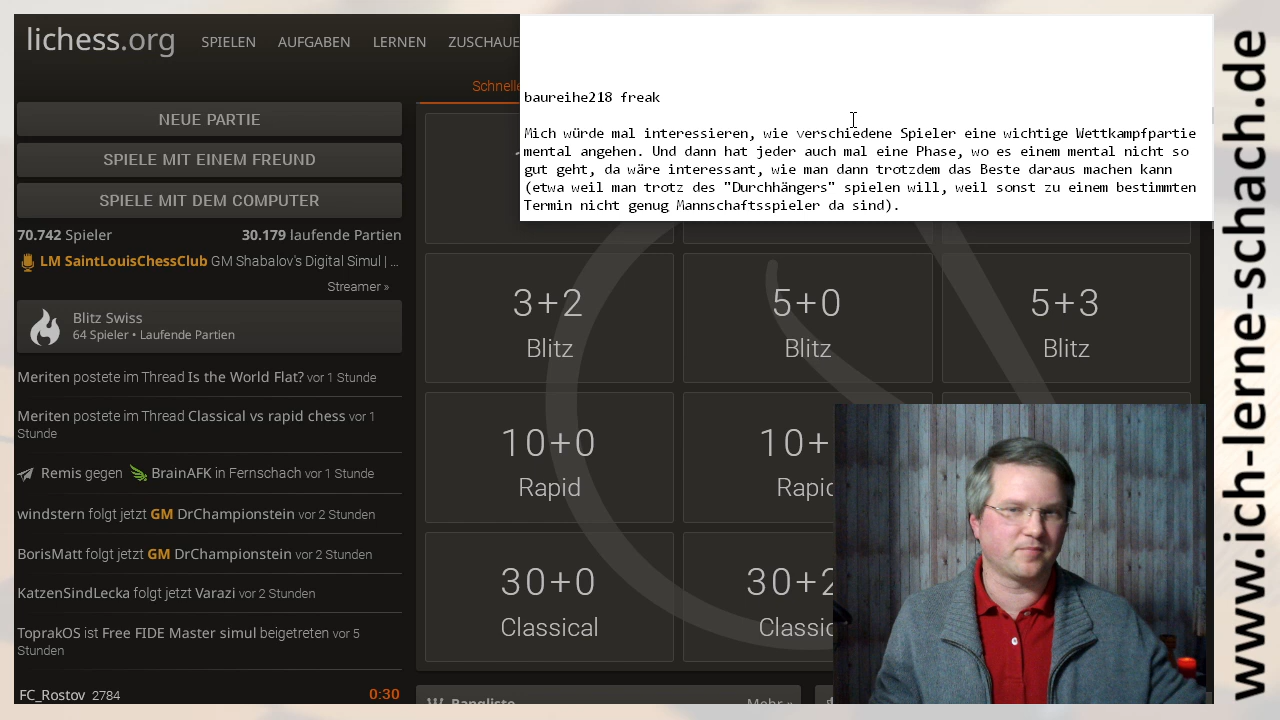 lichess.org
SPIELEN AUFGABEN LERNEN
Schnelle
NEUE PARTIE
SPIELE MIT EINEM FREUND
SPIELE MIT DEM COMPUTER
70.742 Spieler 30.179 laufende Partien
LM SaintLouisChessClub GM Shabalov's Digital Simul | ...
Streamer »
Blitz Swiss
64 Spieler • Laufende Partien
Meriten postete im Thread Is the World Flat? vor 1 Stunde
Meriten postete im Thread Classical vs rapid chess vor 1
Stunde
Remis gegen BrainAFK in Fernschach vor 1 Stunde
windstern folgt jetzt GM DrChampionstein vor 2 Stunden
BorisMatt folgt jetzt GM DrChampionstein vor 2 Stunden
KatzenSindLecka folgt jetzt Varazi vor 2 Stunden
ToprakOS ist Free FIDE Master simul beigetreten vor 5
Stunden
FC_Rostov 2784 0:30
baureihe218 freak
Mich würde mal interessieren, wie verschiedene Spieler eine wichtige Wettkampfpartie
mental angehen. Und dann hat jeder auch mal eine Phase, wo es einem mental nicht so
gut geht, da wäre interessant, wie man dann trotzdem das Beste daraus machen kann
(etwa weil man trotz des "Durchhängers" spielen will, weil sonst zu einem bestimmten
Termin nicht genug Mannschaftsspieler da sind).
3+2 5+0 5+3
Blitz Blitz Blitz
10+0 10+
Rapid Rapid
30+0 30+2
Classical Classic
Mehr »
www.ich-lerne-schach.de